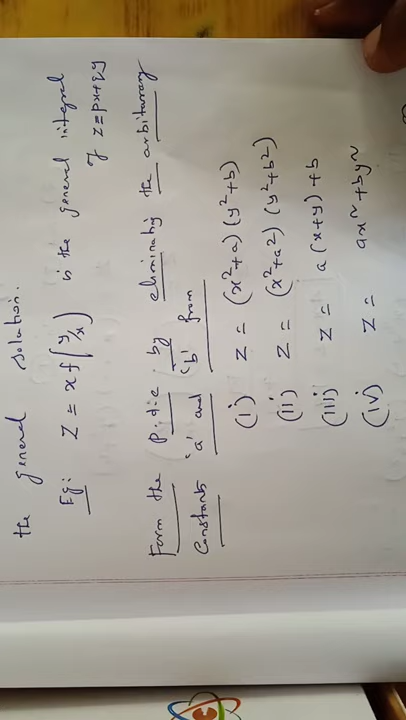 the general solution.
Eg: Z = x f(y/x) is the general integral
of z=px+qy
Form the P.d.e by eliminating the arbitrary
Constants 'a' and 'b' from
(i) Z = (x²+a)(y²+b)
(ii) Z = (x²+a²)(y²+b²)
(iii) Z = a(x+y)+b
(iv) Z = ax²+by²